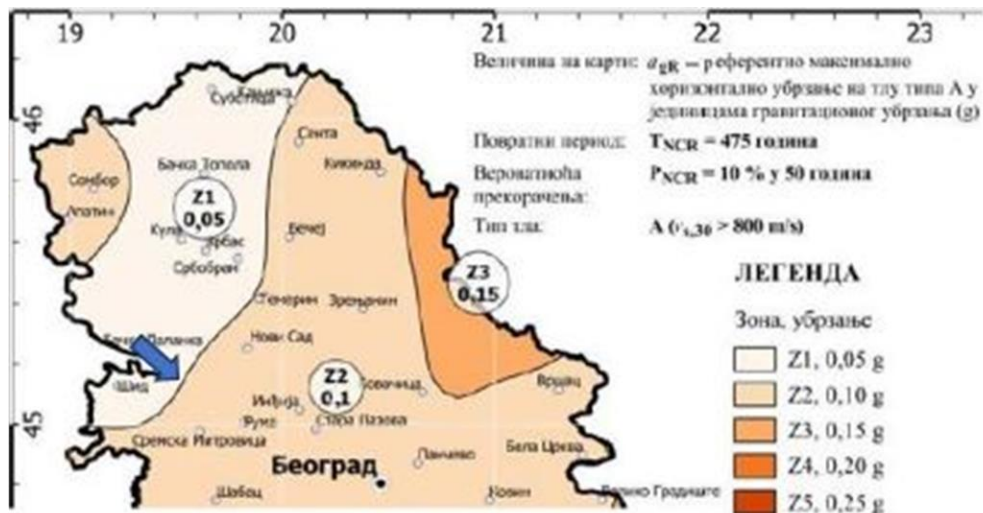 19 20 21 22 23
46
45
Величина на карти: agR – референтно максимално
хоризонтално убрзање на тлу типа А у
јединицама гравитационог убрзања (g)
Повратни период: TNCR = 475 година
Вероватноћа
прекорачења:
PNCR = 10 % у 50 година
Тип тла: A (vs,30 > 800 m/s)
ЛЕГЕНДА
Зона, убрзање
Z1, 0,05 g
Z2, 0,10 g
Z3, 0,15 g
Z4, 0,20 g
Z5, 0,25 g
Суботица
Кањижа
Сента
Кикинда
Сомбор
Апатин
Бачка Топола
Z1
0,05
Кула
Врбас
Србобран
Бечеј
Z3
0,15
Темерин
Зрењанин
Нови Сад
Шид
Z2
0,1
Ковачица
Вршац
Инђија
Рума
Стара Пазова
Сремска Митровица
Панчево
Бела Црква
Београд
Шабац
Ковин
Велико Градиште